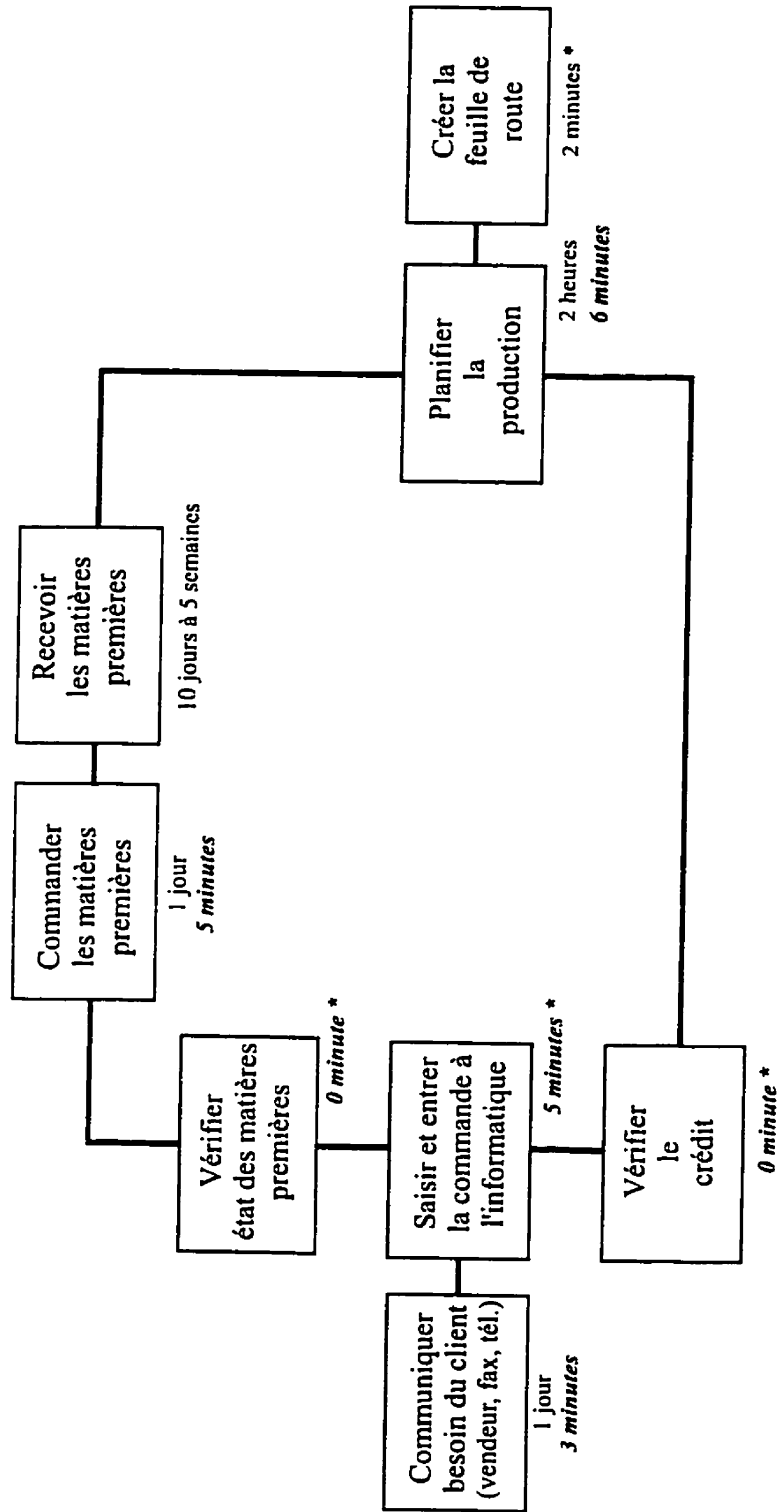 Communiquer
besoin du client
(vendeur, fax, tél.)
1 jour
3 minutes
Saisir et entrer
la commande à
l'informatique
5 minutes *
Vérifier
état des matières
premières
0 minute *
Vérifier
le
crédit
0 minute *
Commander
les matières
premières
1 jour
5 minutes
Recevoir
les matières
premières
10 jours à 5 semaines
Planifier
la
production
2 heures
6 minutes
Créer la
feuille de
route
2 minutes *